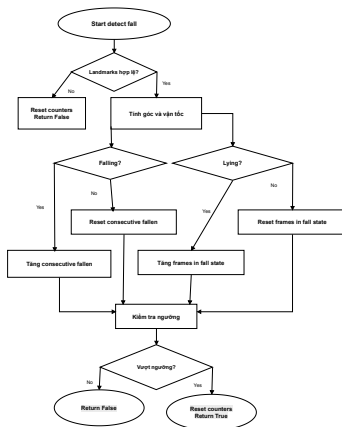 Start detect fall
Landmarks hợp lệ?
No
Yes
Reset counters
Return False
Tính góc và vận tốc
Falling?
Lying?
No
No
Yes
Yes
Reset consecutive fallen
Reset frames in fall state
Tăng consecutive fallen
Tăng frames in fall state
Kiểm tra ngưỡng
Vượt ngưỡng?
No
Yes
Return False
Reset counters
Return True